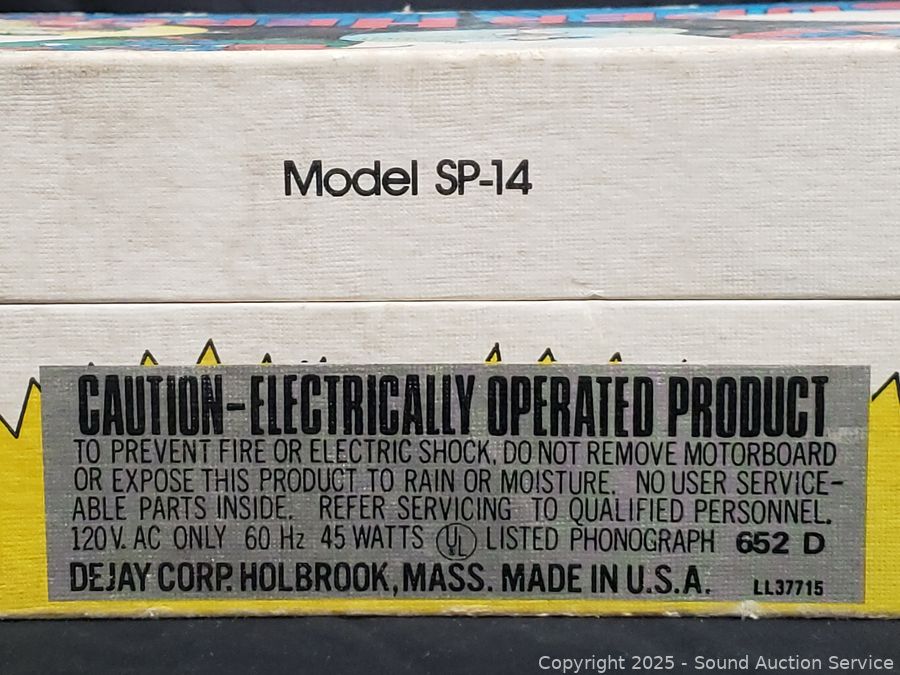 Model SP-14
CAUTION-ELECTRICALLY OPERATED PRODUCT
TO PREVENT FIRE OR ELECTRIC SHOCK, DO NOT REMOVE MOTORBOARD
OR EXPOSE THIS PRODUCT TO RAIN OR MOISTURE. NO USER SERVICE-
ABLE PARTS INSIDE. REFER SERVICING TO QUALIFIED PERSONNEL.
120V. AC ONLY 60 Hz 45 WATTS UL LISTED PHONOGRAPH 652 D
DEJAY CORP. HOLBROOK, MASS. MADE IN U.S.A. LL37715
Copyright 2025 - Sound Auction Service